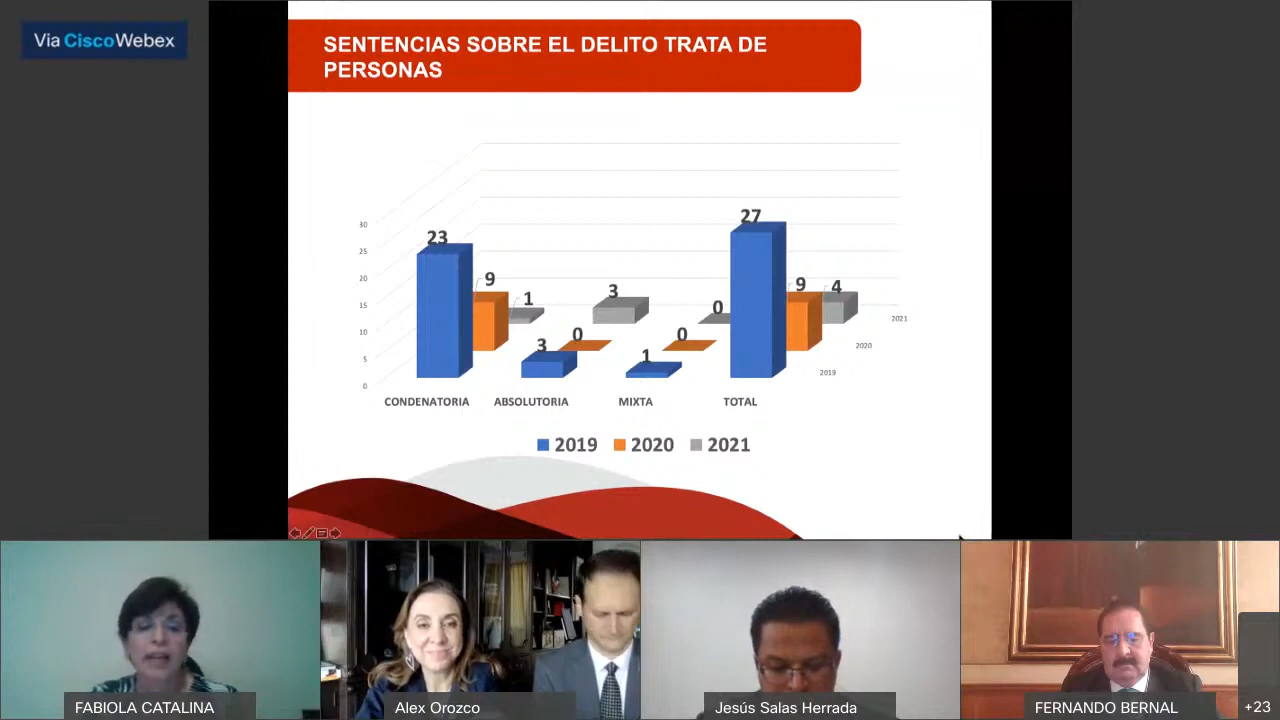 Vía CiscoWebex
SENTENCIAS SOBRE EL DELITO TRATA DE
PERSONAS
30
25
20
15
10
5
0
23
9
1
3
0
3
1
0
0
27
9
4
2021
2020
2019
CONDENATORIA ABSOLUTORIA MIXTA TOTAL
2019 2020 2021
FABIOLA CATALINA
Alex Orozco
Jesús Salas Herrada
FERNANDO BERNAL
+23